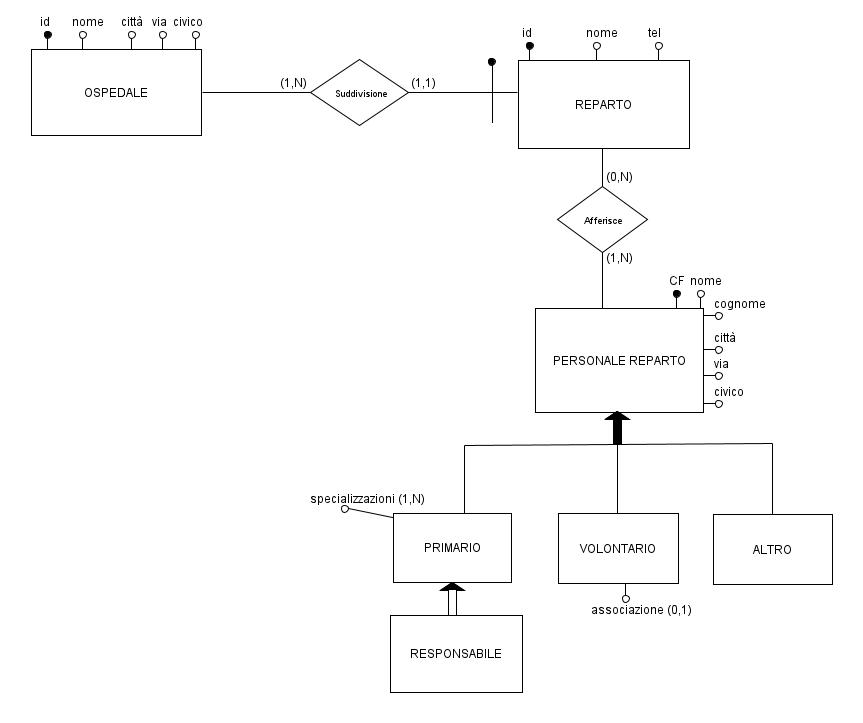 id nome città via civico
id nome tel
OSPEDALE
(1,N)
Suddivisione
(1,1)
REPARTO
(0,N)
Afferisce
(1,N)
CF nome
cognome
città
via
civico
PERSONALE REPARTO
specializzazioni (1,N)
PRIMARIO
VOLONTARIO
ALTRO
associazione (0,1)
RESPONSABILE